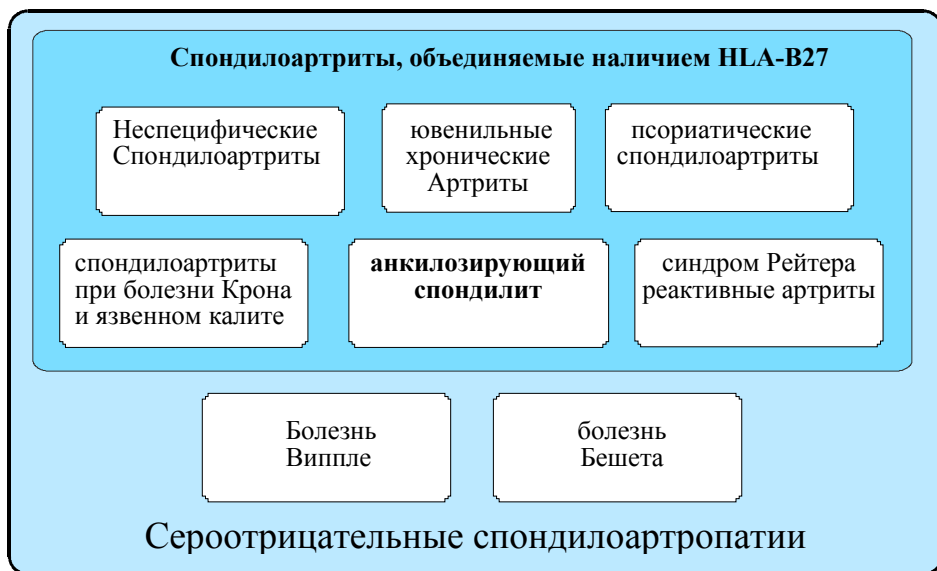 Спондилоартриты, объединяемые наличием HLA-B27
Неспецифические
Спондилоартриты
ювенильные
хронические
Артриты
псориатические
спондилоартриты
спондилоартриты
при болезни Крона
и язвенном калите
анкилозирующий
спондилит
синдром Рейтера
реактивные артриты
Болезнь
Виппле
болезнь
Бешета
Сероотрицательные спондилоартропатии